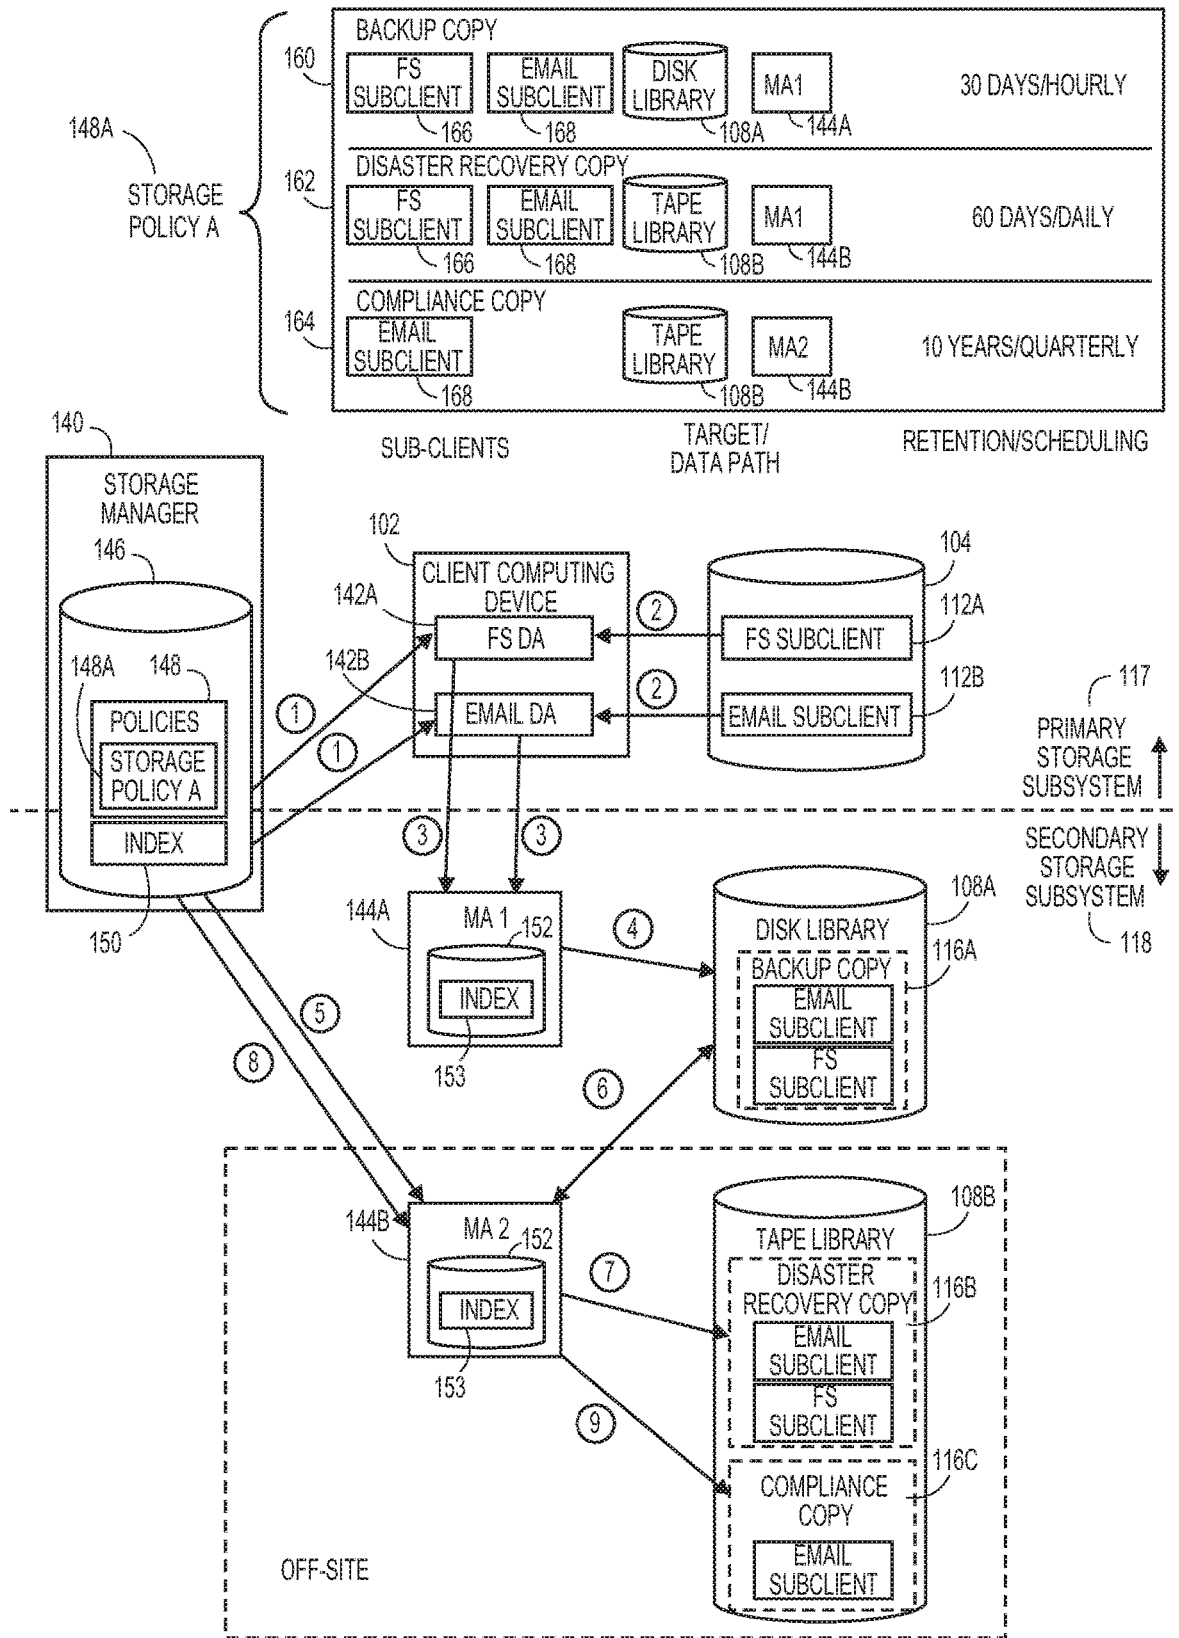 BACKUP COPY
160
FS
SUBCLIENT
EMAIL
SUBCLIENT
DISK
LIBRARY
MA1
30 DAYS/HOURLY
166
168
108A
144A
148A
STORAGE
POLICY A
DISASTER RECOVERY COPY
162
FS
SUBCLIENT
EMAIL
SUBCLIENT
TAPE
LIBRARY
MA1
60 DAYS/DAILY
166
168
108B
144B
COMPLIANCE COPY
164
EMAIL
SUBCLIENT
TAPE
LIBRARY
MA2
10 YEARS/QUARTERLY
168
108B
144B
SUB-CLIENTS
TARGET/
DATA PATH
RETENTION/SCHEDULING
140
STORAGE
MANAGER
146
148A
148
POLICIES
STORAGE
POLICY A
INDEX
150
102
CLIENT COMPUTING
DEVICE
142A
FS DA
142B
EMAIL DA
104
FS SUBCLIENT
112A
EMAIL SUBCLIENT
112B
1
1
2
2
117
PRIMARY
STORAGE
SUBSYSTEM
SECONDARY
STORAGE
SUBSYSTEM
118
3
3
144A
MA 1
152
INDEX
153
4
108A
DISK LIBRARY
116A
BACKUP COPY
EMAIL
SUBCLIENT
FS
SUBCLIENT
5
8
6
144B
MA 2
152
INDEX
153
7
9
108B
TAPE LIBRARY
DISASTER
RECOVERY COPY
116B
EMAIL
SUBCLIENT
FS
SUBCLIENT
116C
COMPLIANCE
COPY
EMAIL
SUBCLIENT
OFF-SITE